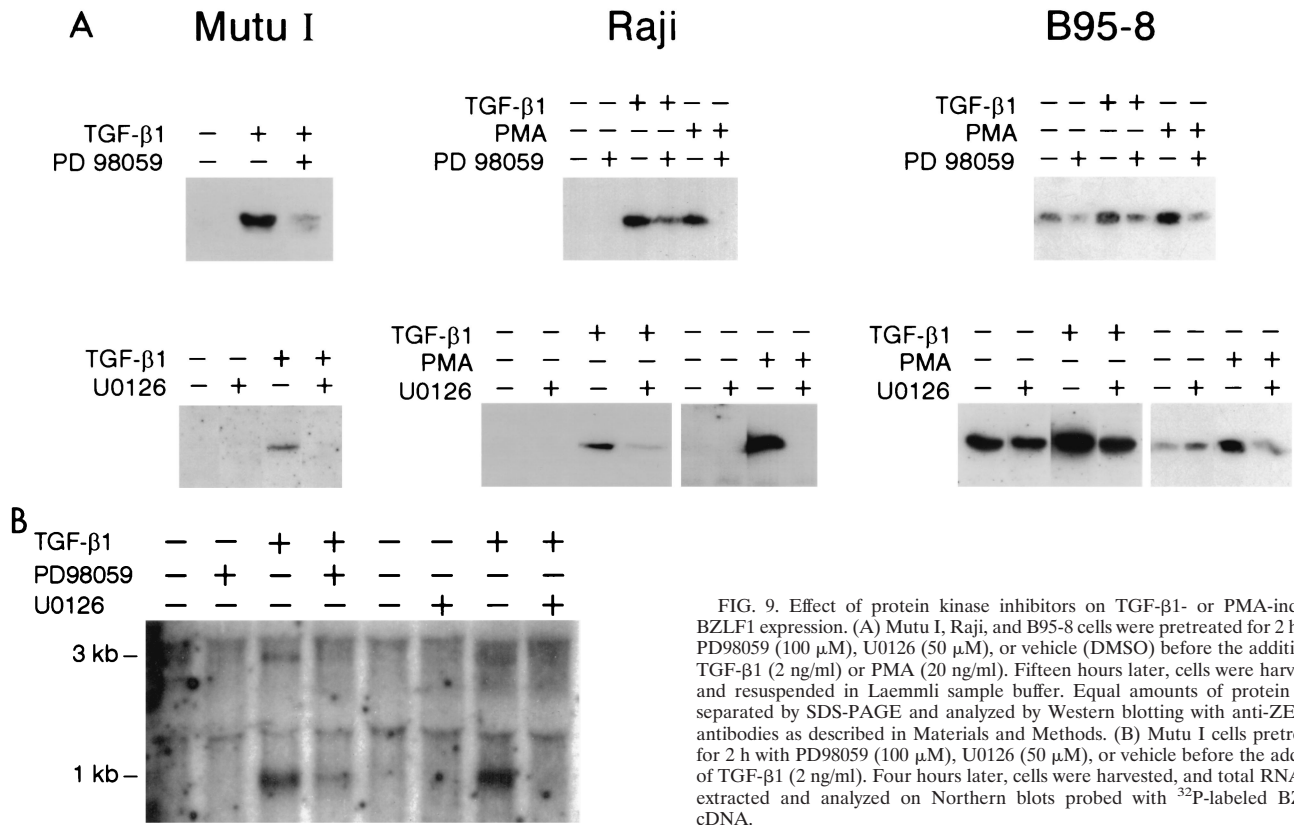 A Mutu I Raji B95-8
TGF-β1 − + +
PD 98059 − − +
TGF-β1 − − + + − −
PMA − − − − + +
PD 98059 − + − + − +
TGF-β1 − − + + − −
PMA − − − − + +
PD 98059 − + − + − +
TGF-β1 − − + +
U0126 − + − +
TGF-β1 − − + + − − − −
PMA − − − − − − + +
U0126 − + − + − + − +
TGF-β1 − − + + − − − −
PMA − − − − − − + +
U0126 − + − + − + − +
B
TGF-β1 − − + + − − + +
PD98059 − + − + − − − −
U0126 − − − − − + − +
3 kb –
1 kb –
FIG. 9. Effect of protein kinase inhibitors on TGF-β1- or PMA-ind
BZLF1 expression. (A) Mutu I, Raji, and B95-8 cells were pretreated for 2 h
PD98059 (100 μM), U0126 (50 μM), or vehicle (DMSO) before the additi
TGF-β1 (2 ng/ml) or PMA (20 ng/ml). Fifteen hours later, cells were harv
and resuspended in Laemmli sample buffer. Equal amounts of protein
separated by SDS-PAGE and analyzed by Western blotting with anti-ZE
antibodies as described in Materials and Methods. (B) Mutu I cells pretre
for 2 h with PD98059 (100 μM), U0126 (50 μM), or vehicle before the add
of TGF-β1 (2 ng/ml). Four hours later, cells were harvested, and total RNA
extracted and analyzed on Northern blots probed with ³²P-labeled BZ
cDNA.